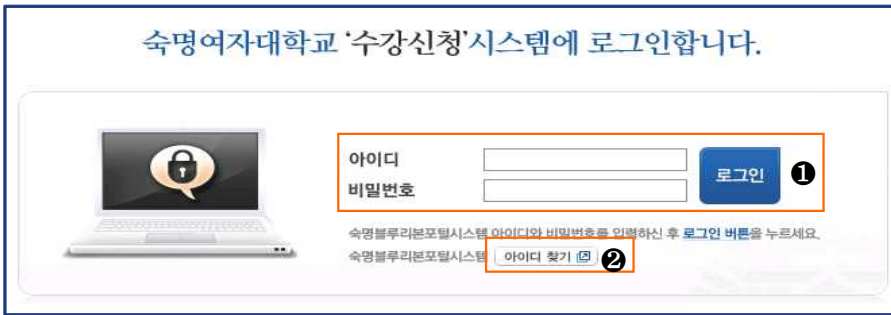 숙명여자대학교 '수강신청'시스템에 로그인합니다.
아이디
비밀번호
로그인
❶
숙명블루리본포털시스템 아이디와 비밀번호를 입력하신 후 로그인 버튼을 누르세요.
숙명블루리본포털시스템 아이디 찾기 ❷